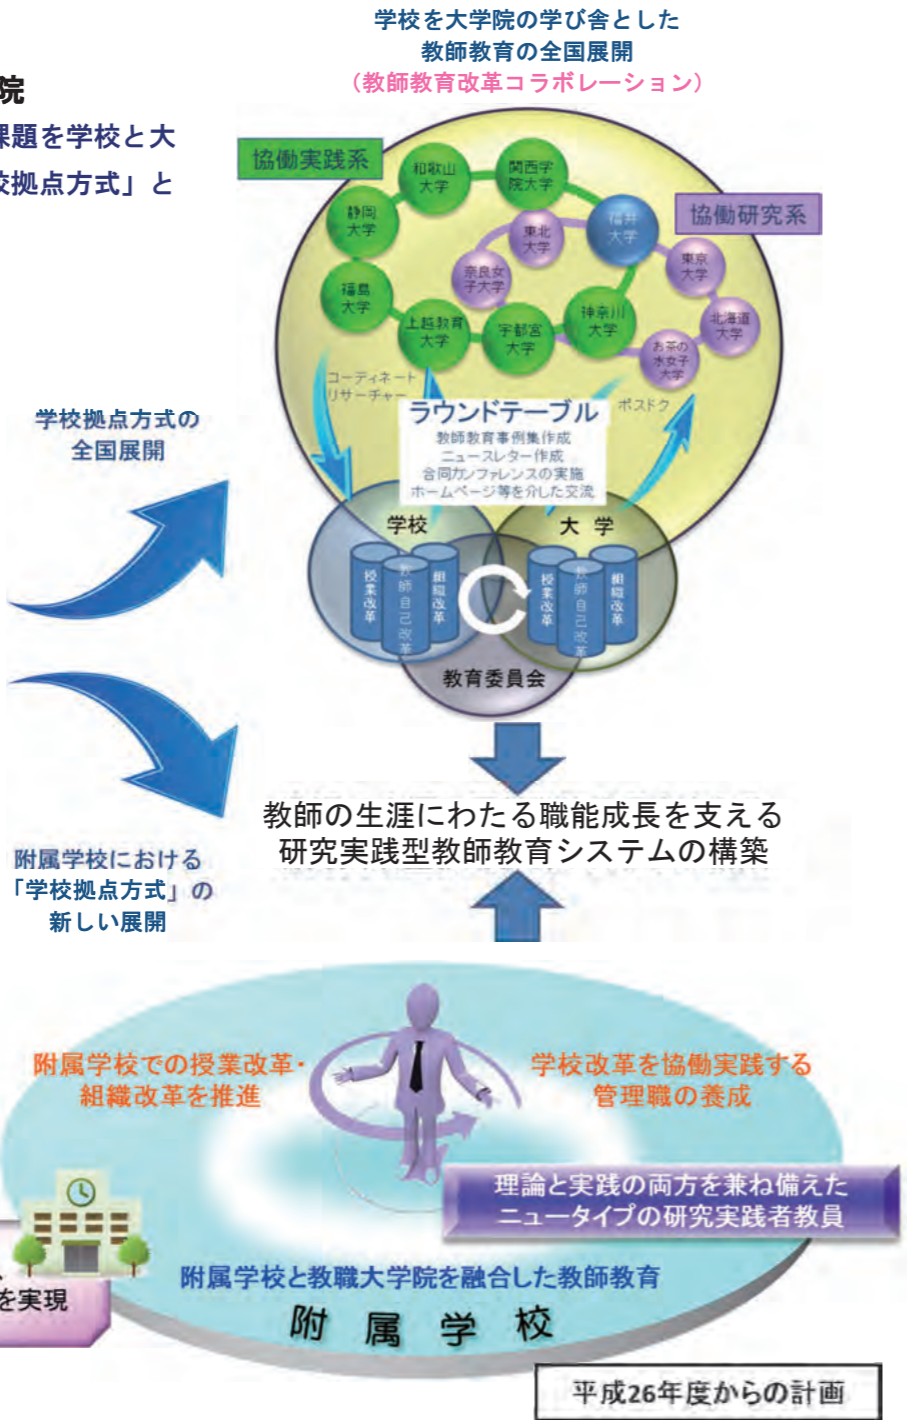 学校を大学院の学び舎とした
教師教育の全国展開
（教師教育改革コラボレーション）
院
課題を学校と大
校拠点方式」と
協働実践系
和歌山
大学
関西学
院大学
静岡
大学
東北
大学
福井
大学
協働研究系
奈良女
子大学
東京
大学
福島
大学
上越教育
大学
宇都宮
大学
神奈川
大学
北海道
大学
お茶の
水女子
大学
コーディネート
リサーチャー
ポスドク
ラウンドテーブル
教師教育事例集作成
ニュースレター作成
合同カンファレンスの実施
ホームページ等を介した交流
学校拠点方式の
全国展開
学校
大学
授業改革
教師自己改革
組織改革
授業改革
教師自己改革
組織改革
教育委員会
教師の生涯にわたる職能成長を支える
研究実践型教師教育システムの構築
附属学校における
「学校拠点方式」の
新しい展開
附属学校での授業改革・
組織改革を推進
学校改革を協働実践する
管理職の養成
理論と実践の両方を兼ね備えた
ニュータイプの研究実践者教員
附属学校と教職大学院を融合した教師教育
を実現
附属学校
平成26年度からの計画